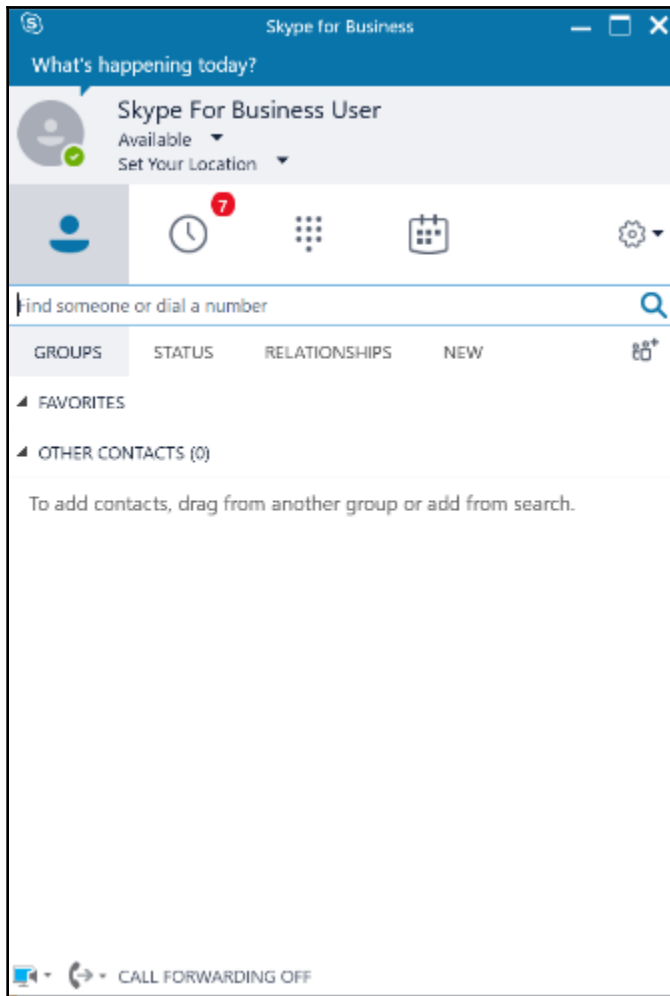 Skype for Business
What's happening today?
Skype For Business User
Available
Set Your Location
7
Find someone or dial a number
GROUPS STATUS RELATIONSHIPS NEW
FAVORITES
OTHER CONTACTS (0)
To add contacts, drag from another group or add from search.
CALL FORWARDING OFF